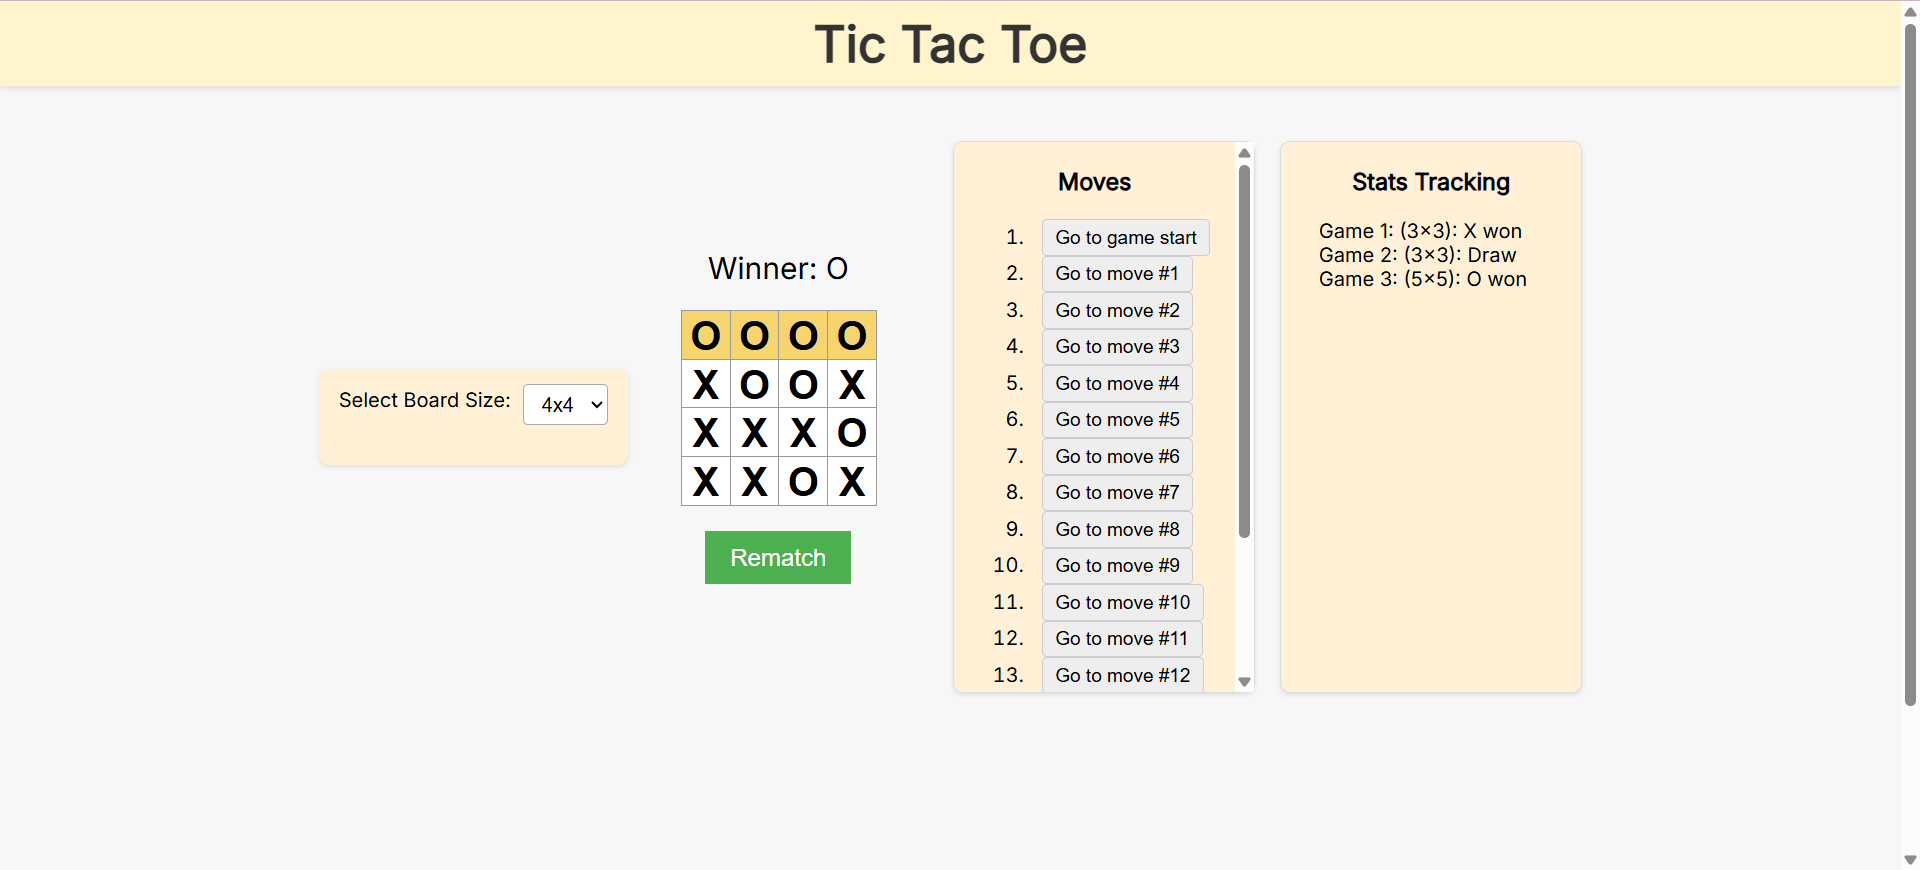 Tic Tac Toe
Select Board Size: 4x4
Winner: O
O O O O
X O O X
X X X O
X X O X
Rematch
Moves
1. Go to game start
2. Go to move #1
3. Go to move #2
4. Go to move #3
5. Go to move #4
6. Go to move #5
7. Go to move #6
8. Go to move #7
9. Go to move #8
10. Go to move #9
11. Go to move #10
12. Go to move #11
13. Go to move #12
Stats Tracking
Game 1: (3×3): X won
Game 2: (3×3): Draw
Game 3: (5×5): O won